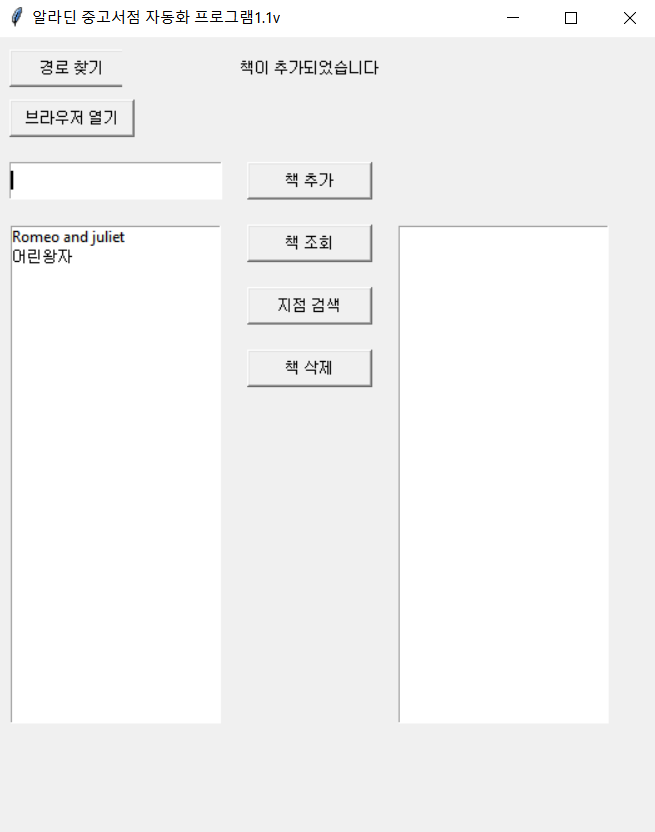 알라딘 중고서점 자동화 프로그램1.1v
경로 찾기
책이 추가되었습니다
브라우저 열기
책 추가
Romeo and juliet
어린왕자
책 조회
지점 검색
책 삭제